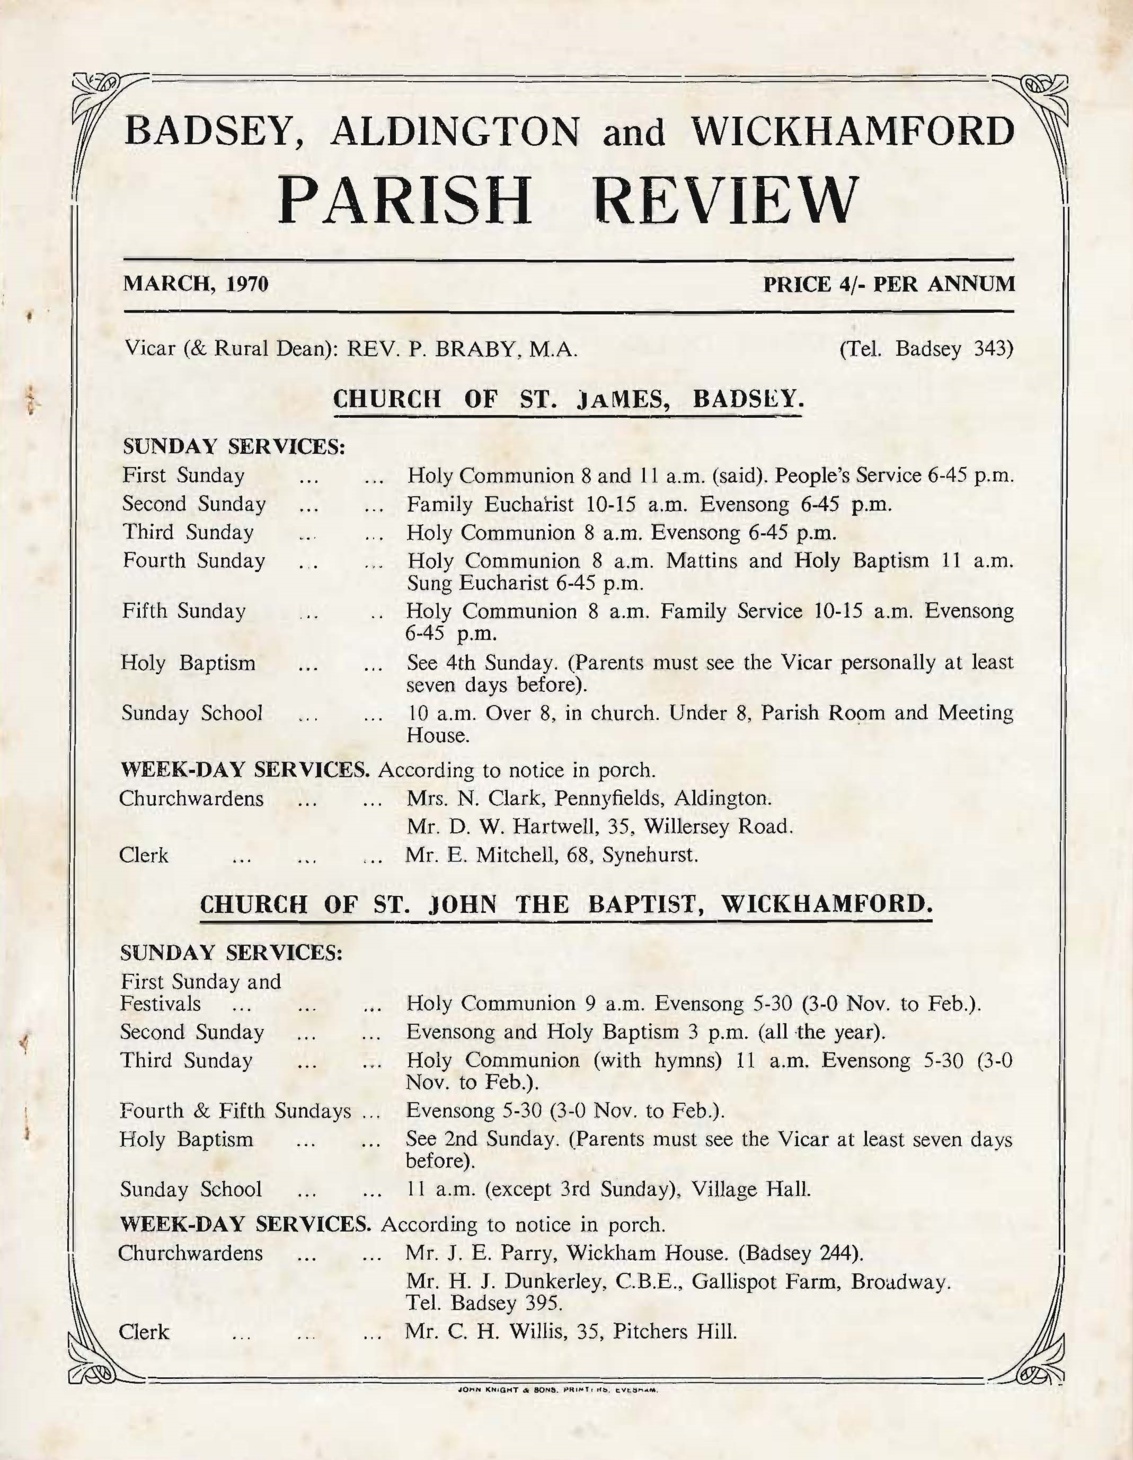 BADSEY, ALDINGTON and WICKHAMFORD
PARISH REVIEW
MARCH, 1970 PRICE 4/- PER ANNUM
Vicar (& Rural Dean): REV. P. BRABY, M.A. (Tel. Badsey 343)
CHURCH OF ST. JAMES, BADSEY.
SUNDAY SERVICES:
First Sunday ... ... Holy Communion 8 and 11 a.m. (said). People's Service 6-45 p.m.
Second Sunday ... ... Family Eucharist 10-15 a.m. Evensong 6-45 p.m.
Third Sunday ... ... Holy Communion 8 a.m. Evensong 6-45 p.m.
Fourth Sunday ... ... Holy Communion 8 a.m. Mattins and Holy Baptism 11 a.m.
Sung Eucharist 6-45 p.m.
Fifth Sunday ... .. Holy Communion 8 a.m. Family Service 10-15 a.m. Evensong
6-45 p.m.
Holy Baptism ... ... See 4th Sunday. (Parents must see the Vicar personally at least
seven days before).
Sunday School ... ... 10 a.m. Over 8, in church. Under 8, Parish Room and Meeting
House.
WEEK-DAY SERVICES. According to notice in porch.
Churchwardens ... ... Mrs. N. Clark, Pennyfields, Aldington.
Mr. D. W. Hartwell, 35, Willersey Road.
Clerk ... ... ... Mr. E. Mitchell, 68, Synehurst.
CHURCH OF ST. JOHN THE BAPTIST, WICKHAMFORD.
SUNDAY SERVICES:
First Sunday and
Festivals ... ... ... Holy Communion 9 a.m. Evensong 5-30 (3-0 Nov. to Feb.).
Second Sunday ... ... Evensong and Holy Baptism 3 p.m. (all the year).
Third Sunday ... ... Holy Communion (with hymns) 11 a.m. Evensong 5-30 (3-0
Nov. to Feb.).
Fourth & Fifth Sundays ... Evensong 5-30 (3-0 Nov. to Feb.).
Holy Baptism ... ... See 2nd Sunday. (Parents must see the Vicar at least seven days
before).
Sunday School ... ... 11 a.m. (except 3rd Sunday), Village Hall.
WEEK-DAY SERVICES. According to notice in porch.
Churchwardens ... ... Mr. J. E. Parry, Wickham House. (Badsey 244).
Mr. H. J. Dunkerley, C.B.E., Gallispot Farm, Broadway.
Tel. Badsey 395.
Clerk ... ... ... Mr. C. H. Willis, 35, Pitchers Hill.
JOHN KNIGHT & SONS, PRINTERS, EVESHAM.